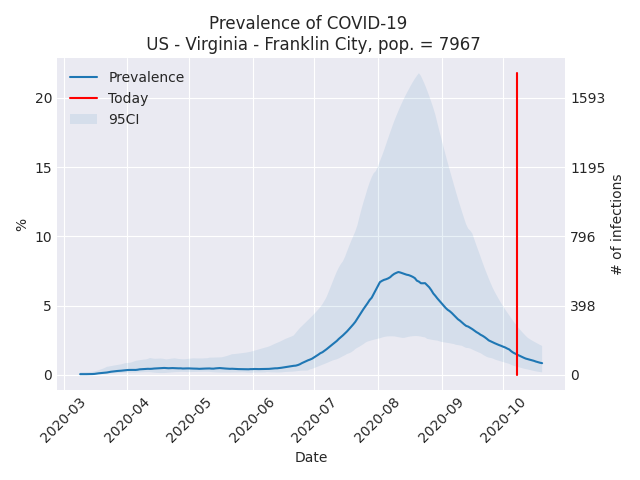 Prevalence of COVID-19
US - Virginia - Franklin City, pop. = 7967
Prevalence
Today
95CI
20
15
10
5
0
%
1593
1195
796
398
0
# of infections
2020-03
2020-04
2020-05
2020-06
2020-07
2020-08
2020-09
2020-10
Date